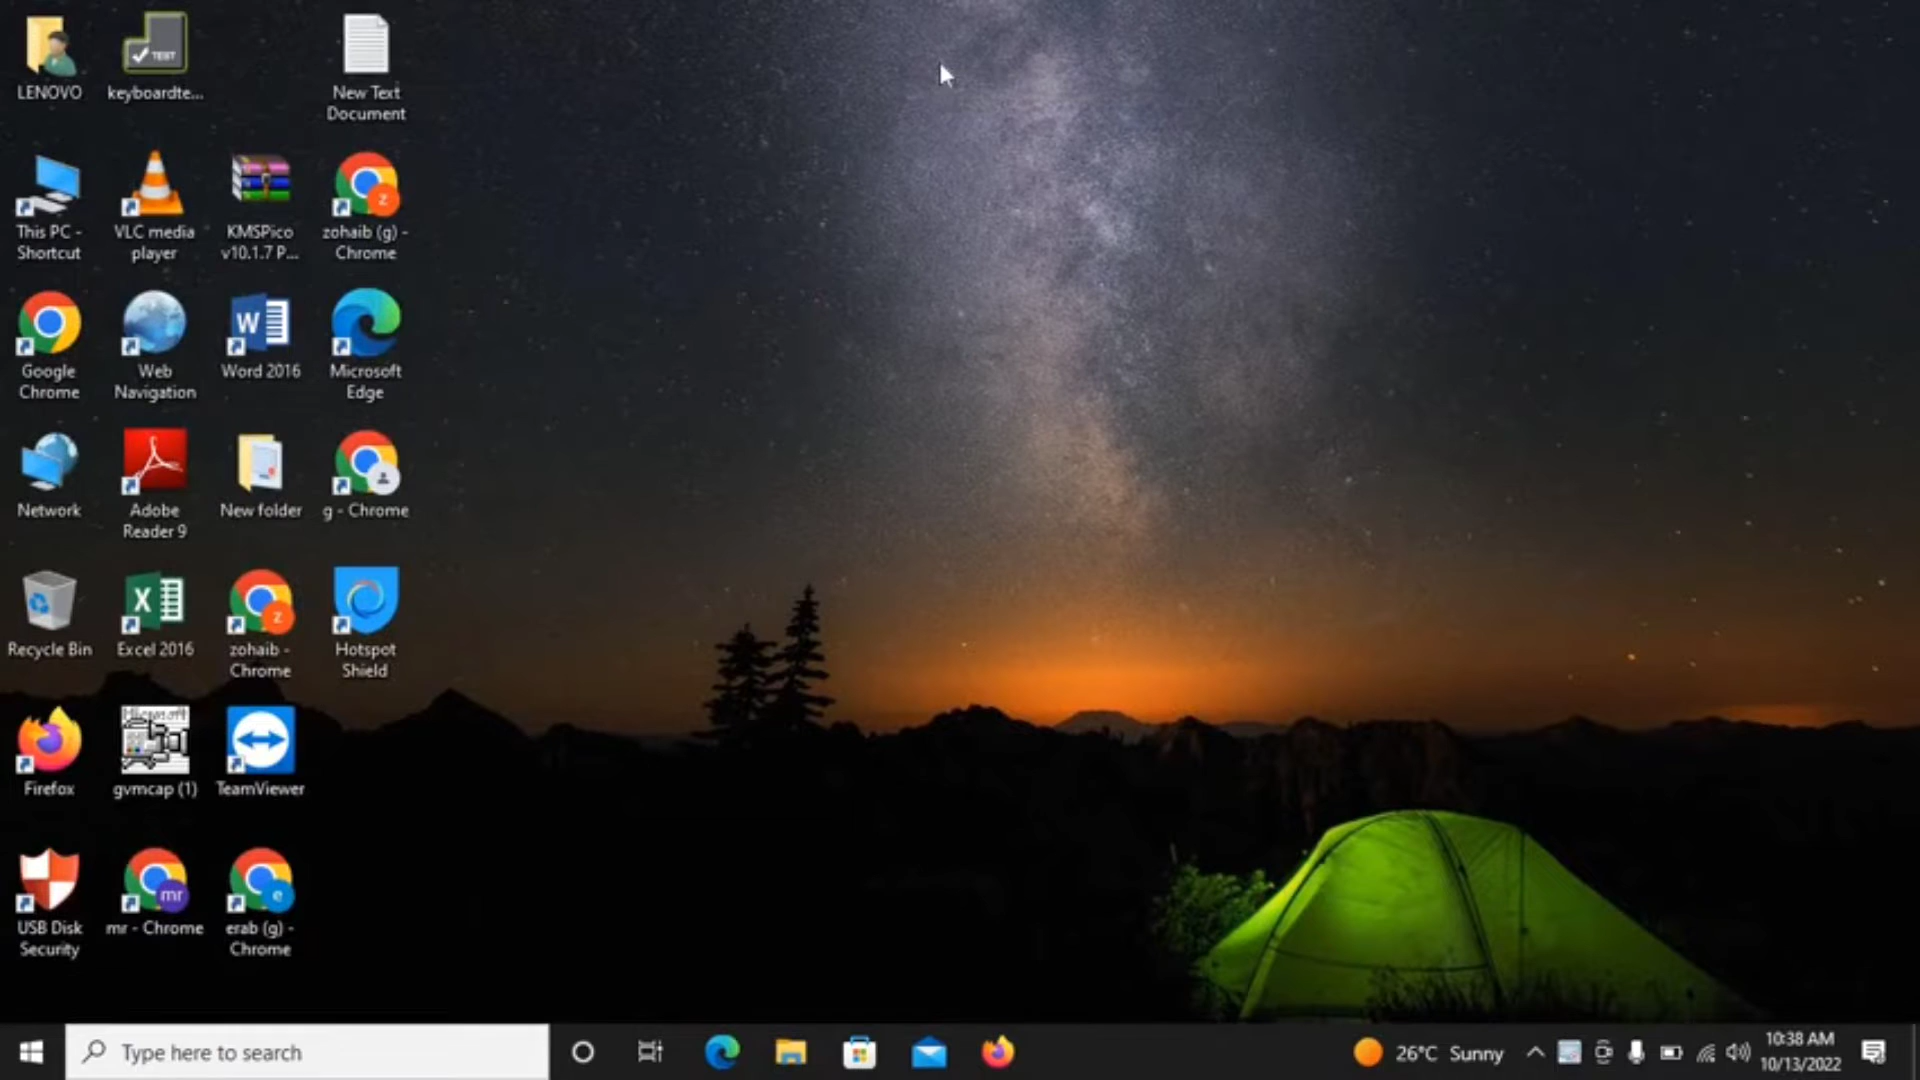 LENOVO
keyboardte...
TEST
New Text
Document
This PC -
Shortcut
VLC media
player
KMSPico
v10.1.7 P...
zohaib (g) -
Chrome
z
Google
Chrome
Web
Navigation
Word 2016
W
Microsoft
Edge
Network
Adobe
Reader 9
New folder
g - Chrome
Recycle Bin
Excel 2016
X
zohaib -
Chrome
z
Hotspot
Shield
Firefox
Microsoft
gvmcap (1)
TeamViewer
USB Disk
Security
mr
mr - Chrome
e
erab (g) -
Chrome
Type here to search
26°C Sunny
10:38 AM
10/13/2022